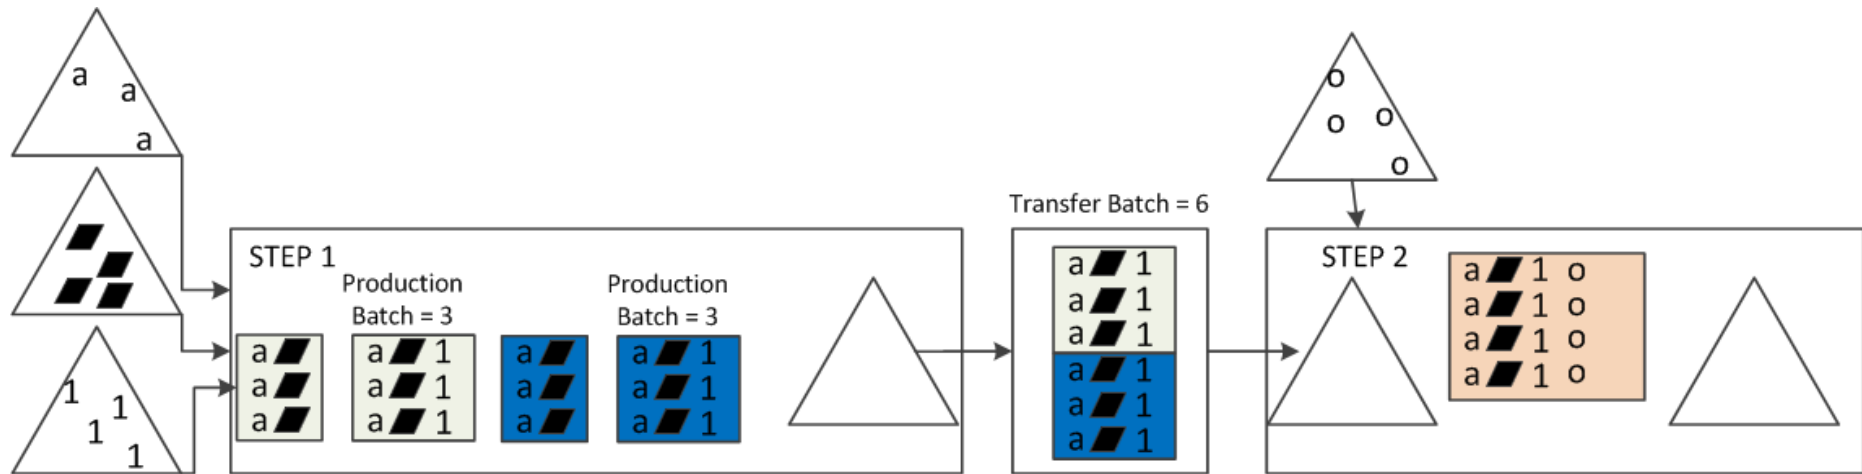 a
a
a
1
1
1
1
STEP 1
Production
Batch = 3
Production
Batch = 3
a
a
a
a 1
a 1
a 1
a
a
a
a 1
a 1
a 1
Transfer Batch = 6
a 1
a 1
a 1
a 1
a 1
a 1
o
o
o
o
STEP 2
a 1 o
a 1 o
a 1 o
a 1 o